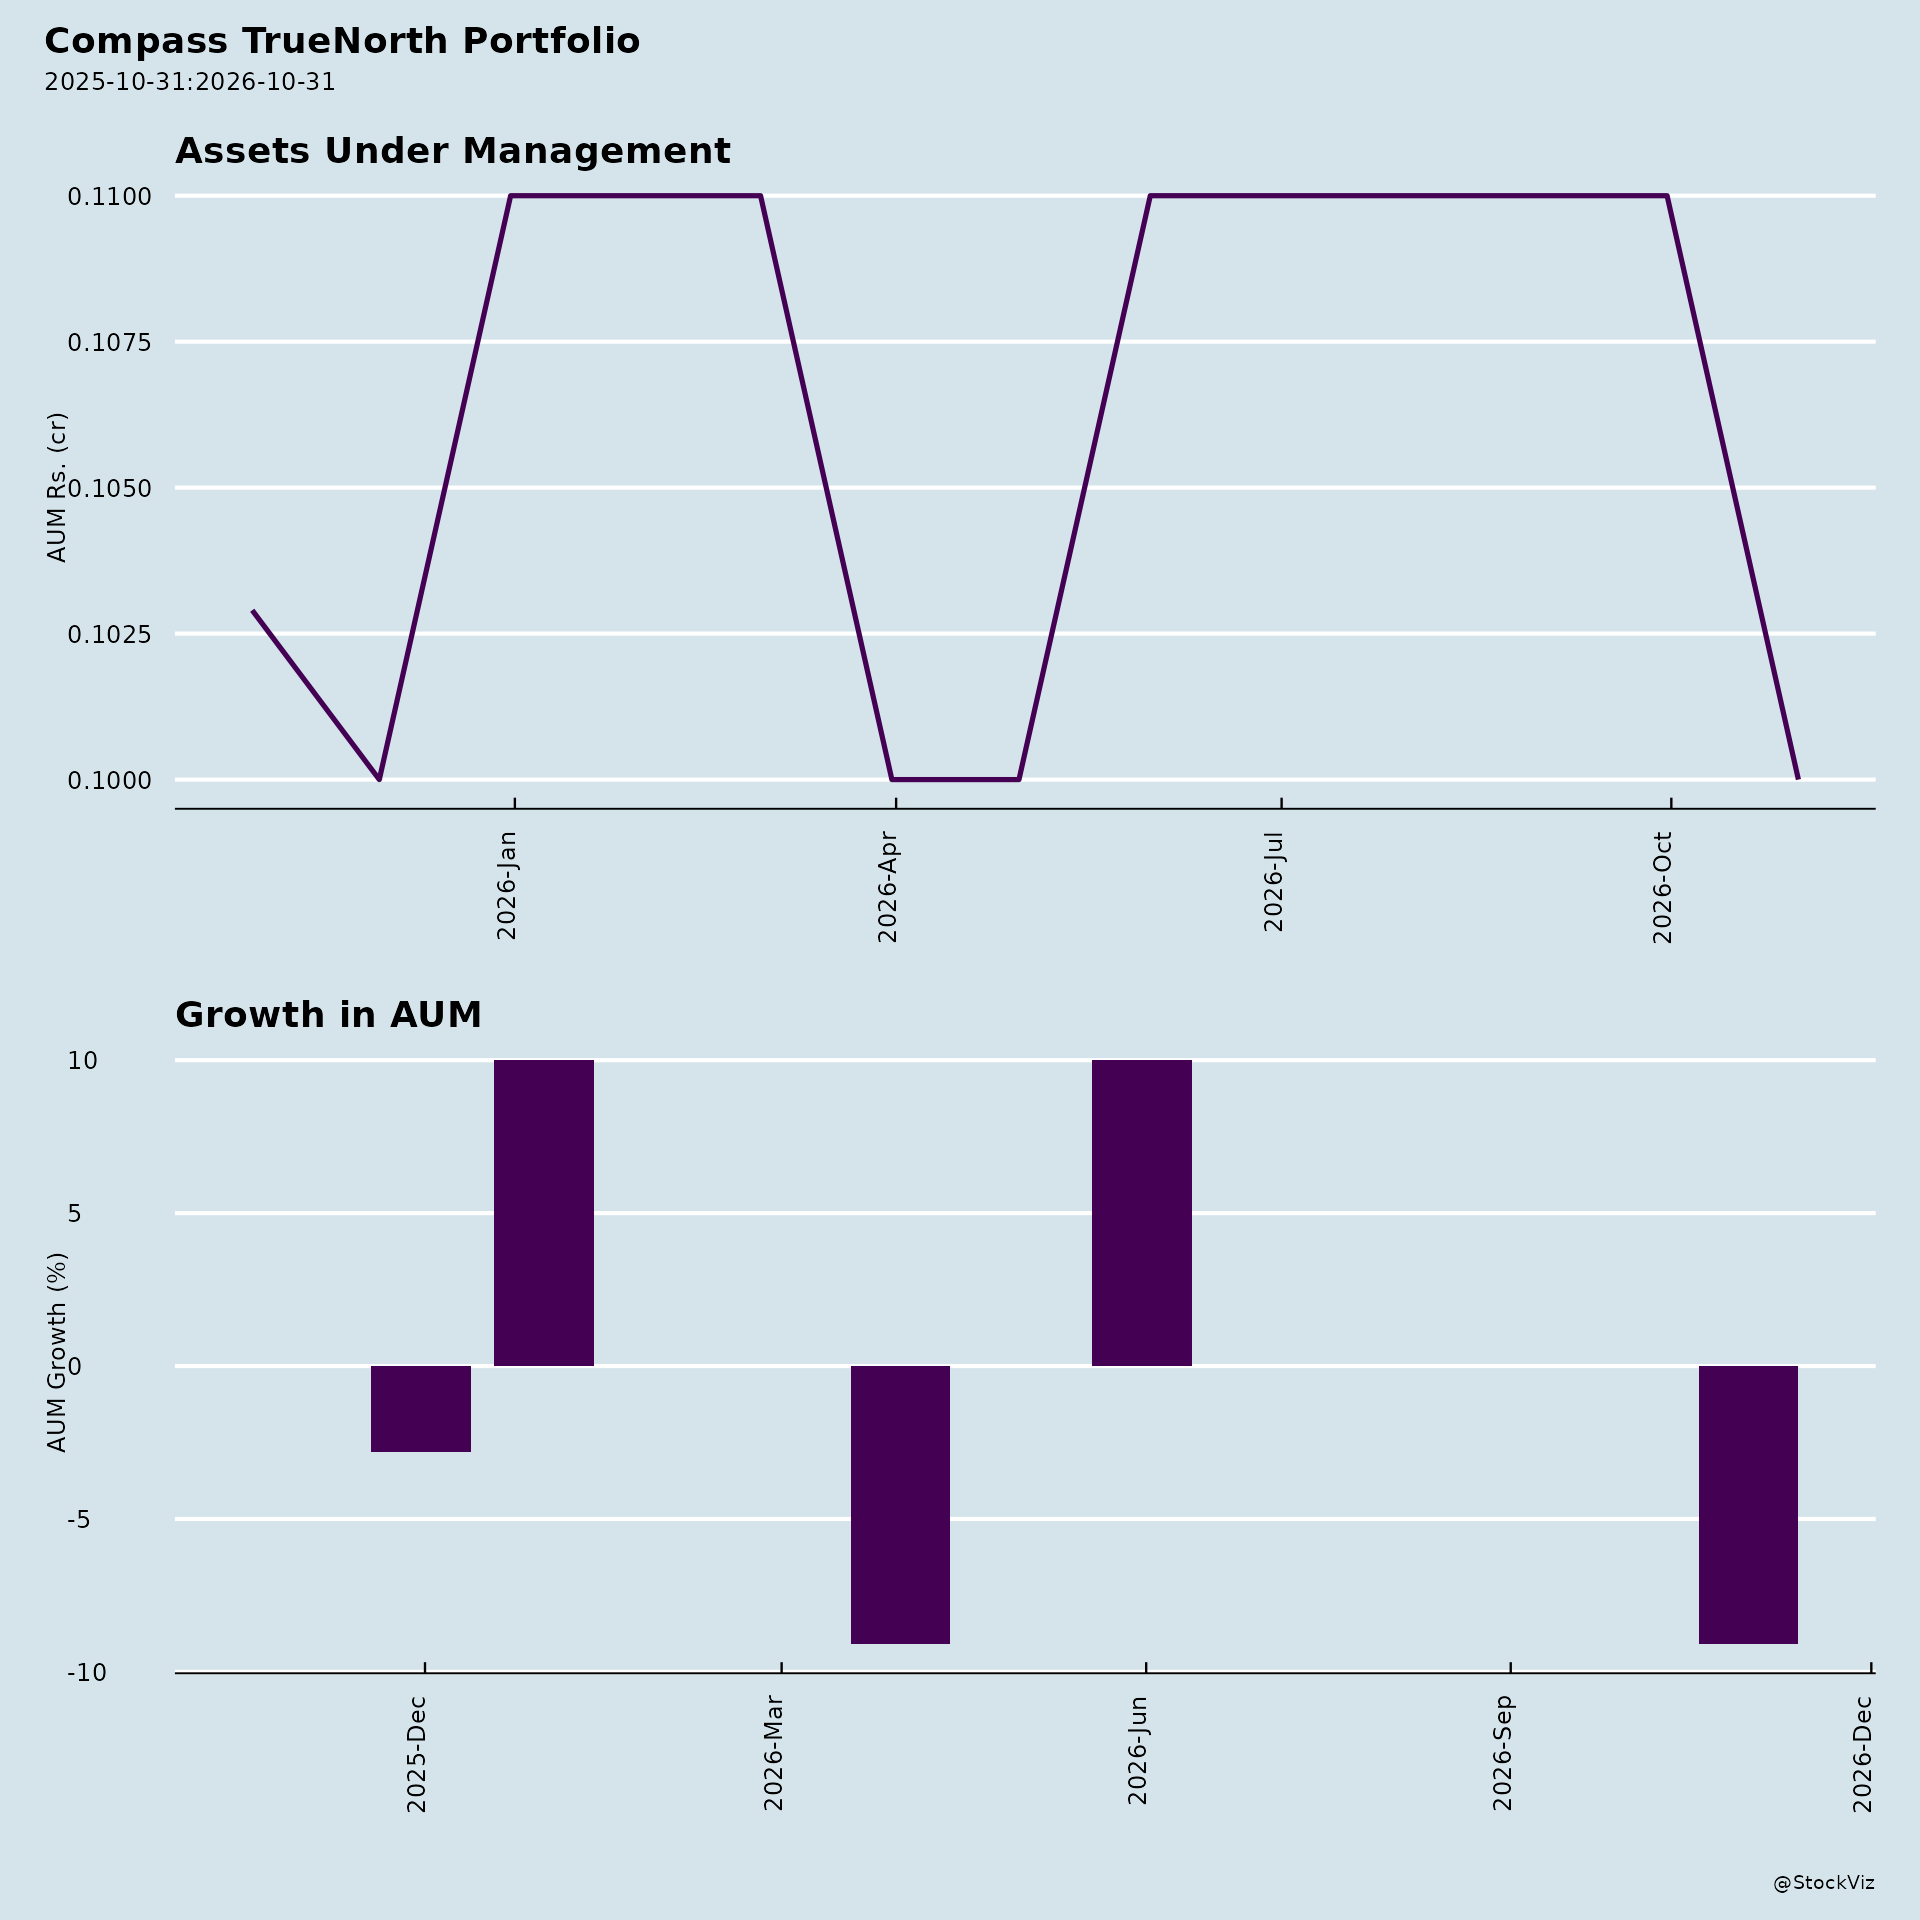 Compass TrueNorth Portfolio
2025-10-31:2026-10-31
Assets Under Management
AUM Rs. (cr)
0.1100
0.1075
0.1050
0.1025
0.1000
2026-Jan
2026-Apr
2026-Jul
2026-Oct
Growth in AUM
AUM Growth (%)
10
5
0
-5
-10
2025-Dec
2026-Mar
2026-Jun
2026-Sep
2026-Dec
@StockViz